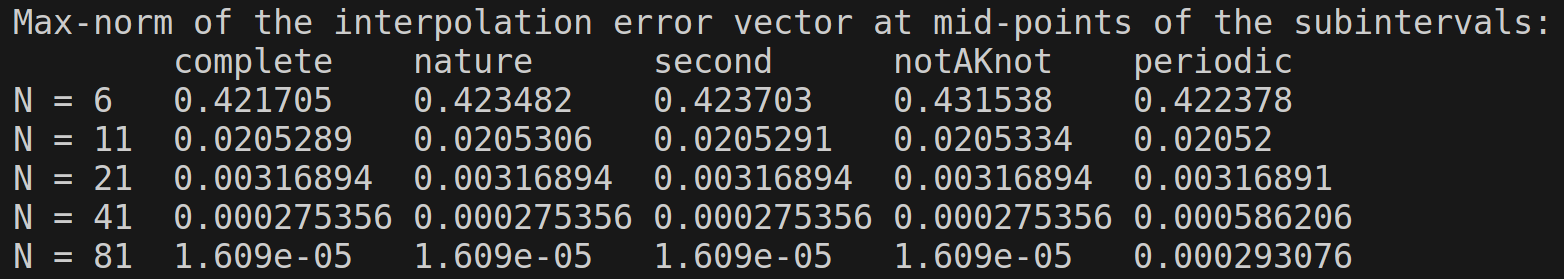 Max-norm of the interpolation error vector at mid-points of the subintervals:
complete nature second notAKnot periodic
N = 6 0.421705 0.423482 0.423703 0.431538 0.422378
N = 11 0.0205289 0.0205306 0.0205291 0.0205334 0.02052
N = 21 0.00316894 0.00316894 0.00316894 0.00316894 0.00316891
N = 41 0.000275356 0.000275356 0.000275356 0.000275356 0.000586206
N = 81 1.609e-05 1.609e-05 1.609e-05 1.609e-05 0.000293076